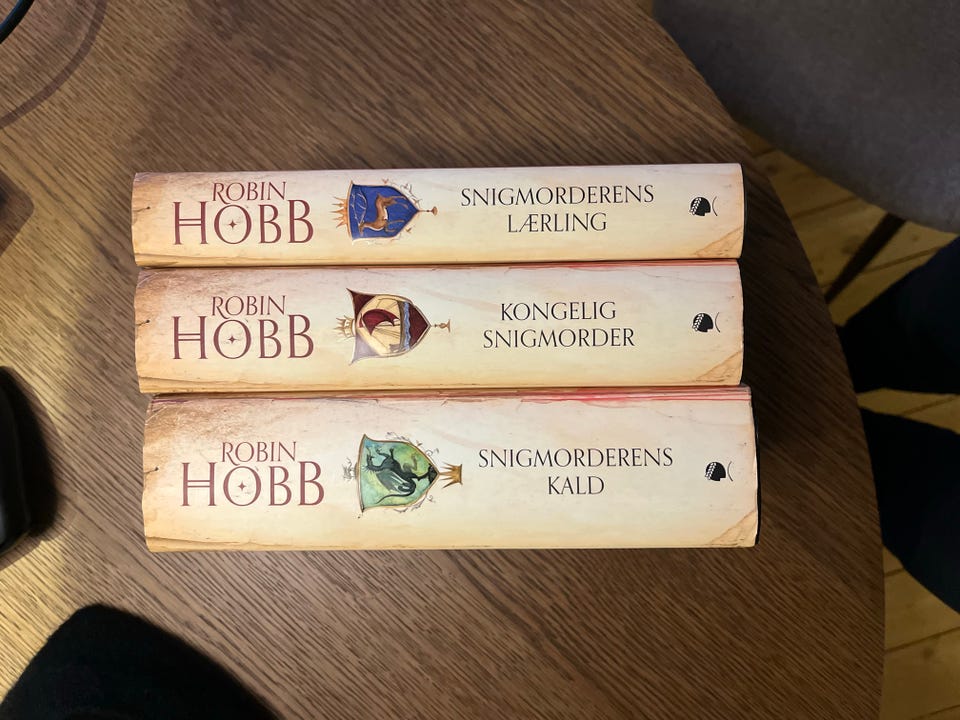 ROBIN
HOBB
SNIGMORDERENS
LÆRLING
ROBIN
HOBB
KONGELIG
SNIGMORDER
ROBIN
HOBB
SNIGMORDERENS
KALD